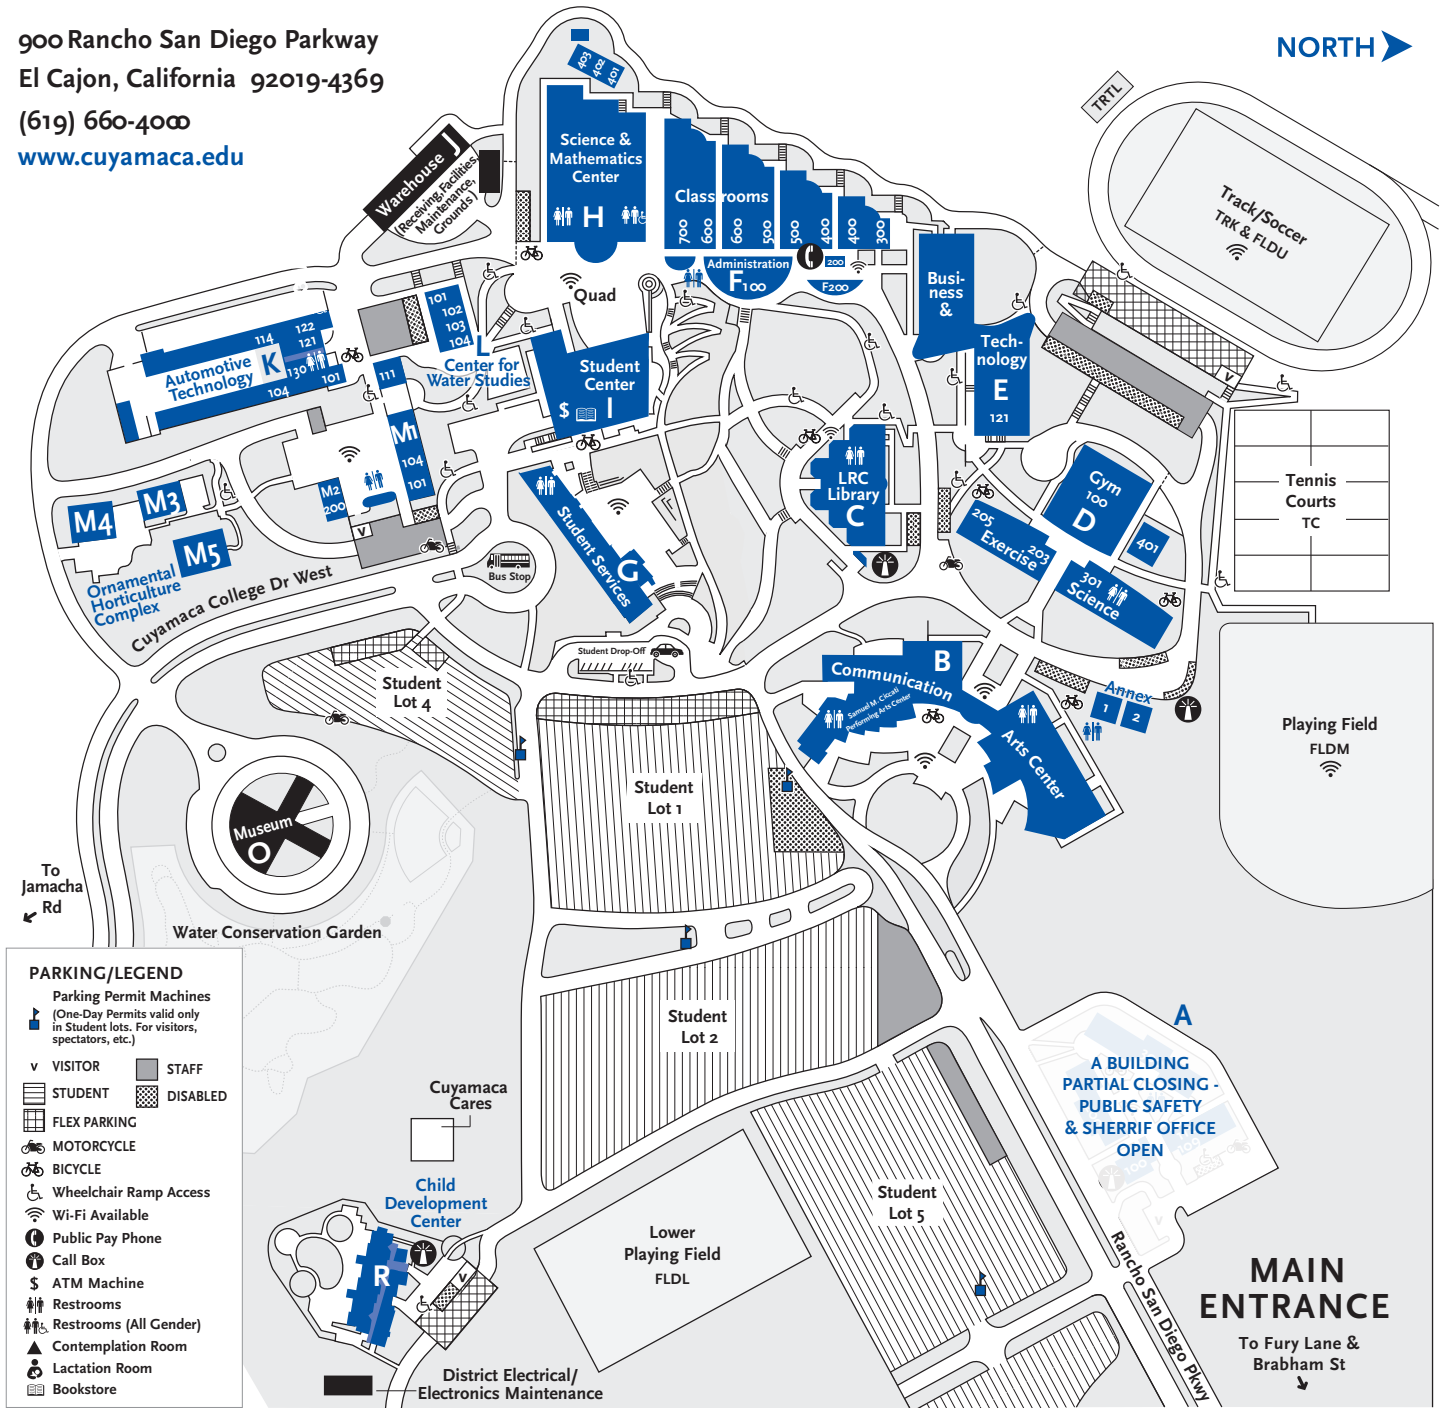 900 Rancho San Diego Parkway
El Cajon, California 92019-4369
(619) 660-4000
www.cuyamaca.edu
NORTH
403
402
401
TRTL
Track/Soccer
TRK & FLDU
Warehouse J
(Receiving, Facilities,
Maintenance,
Grounds)
Science &
Mathematics
Center
H
Classrooms
700
600
600
500
500
400
400
300
Administration
F100
200
F200
Quad
Busi-
ness
&
Tech-
nology
E
121
101
102
103
104
L
Center for
Water Studies
Student
Center
$ I
114
122
121
Automotive
Technology
K
130
101
104
111
M1
104
101
M2
200
V
M4
M3
M5
Ornamental
Horticulture
Complex
Cuyamaca College Dr West
Bus Stop
Student Services
G
LRC
Library
C
Gym
100
D
401
205
203
Exercise
301
Science
V
Tennis
Courts
TC
Student Drop-Off
B
Communication
Samuel M. Ciccati
Performing Arts Center
Arts Center
Annex
1
2
Playing Field
FLDM
Student
Lot 4
Student
Lot 1
Museum
O
To
Jamacha
Rd
Water Conservation Garden
Student
Lot 2
A
A BUILDING
PARTIAL CLOSING -
PUBLIC SAFETY
& SHERRIF OFFICE
OPEN
100
109
V
Cuyamaca
Cares
Child
Development
Center
R
V
Lower
Playing Field
FLDL
Student
Lot 5
Rancho San Diego Pkwy
MAIN
ENTRANCE
To Fury Lane &
Brabham St
District Electrical/
Electronics Maintenance
PARKING/LEGEND
Parking Permit Machines
(One-Day Permits valid only
in Student lots. For visitors,
spectators, etc.)
V VISITOR
STAFF
STUDENT
DISABLED
FLEX PARKING
MOTORCYCLE
BICYCLE
Wheelchair Ramp Access
Wi-Fi Available
Public Pay Phone
Call Box
$ ATM Machine
Restrooms
Restrooms (All Gender)
Contemplation Room
Lactation Room
Bookstore